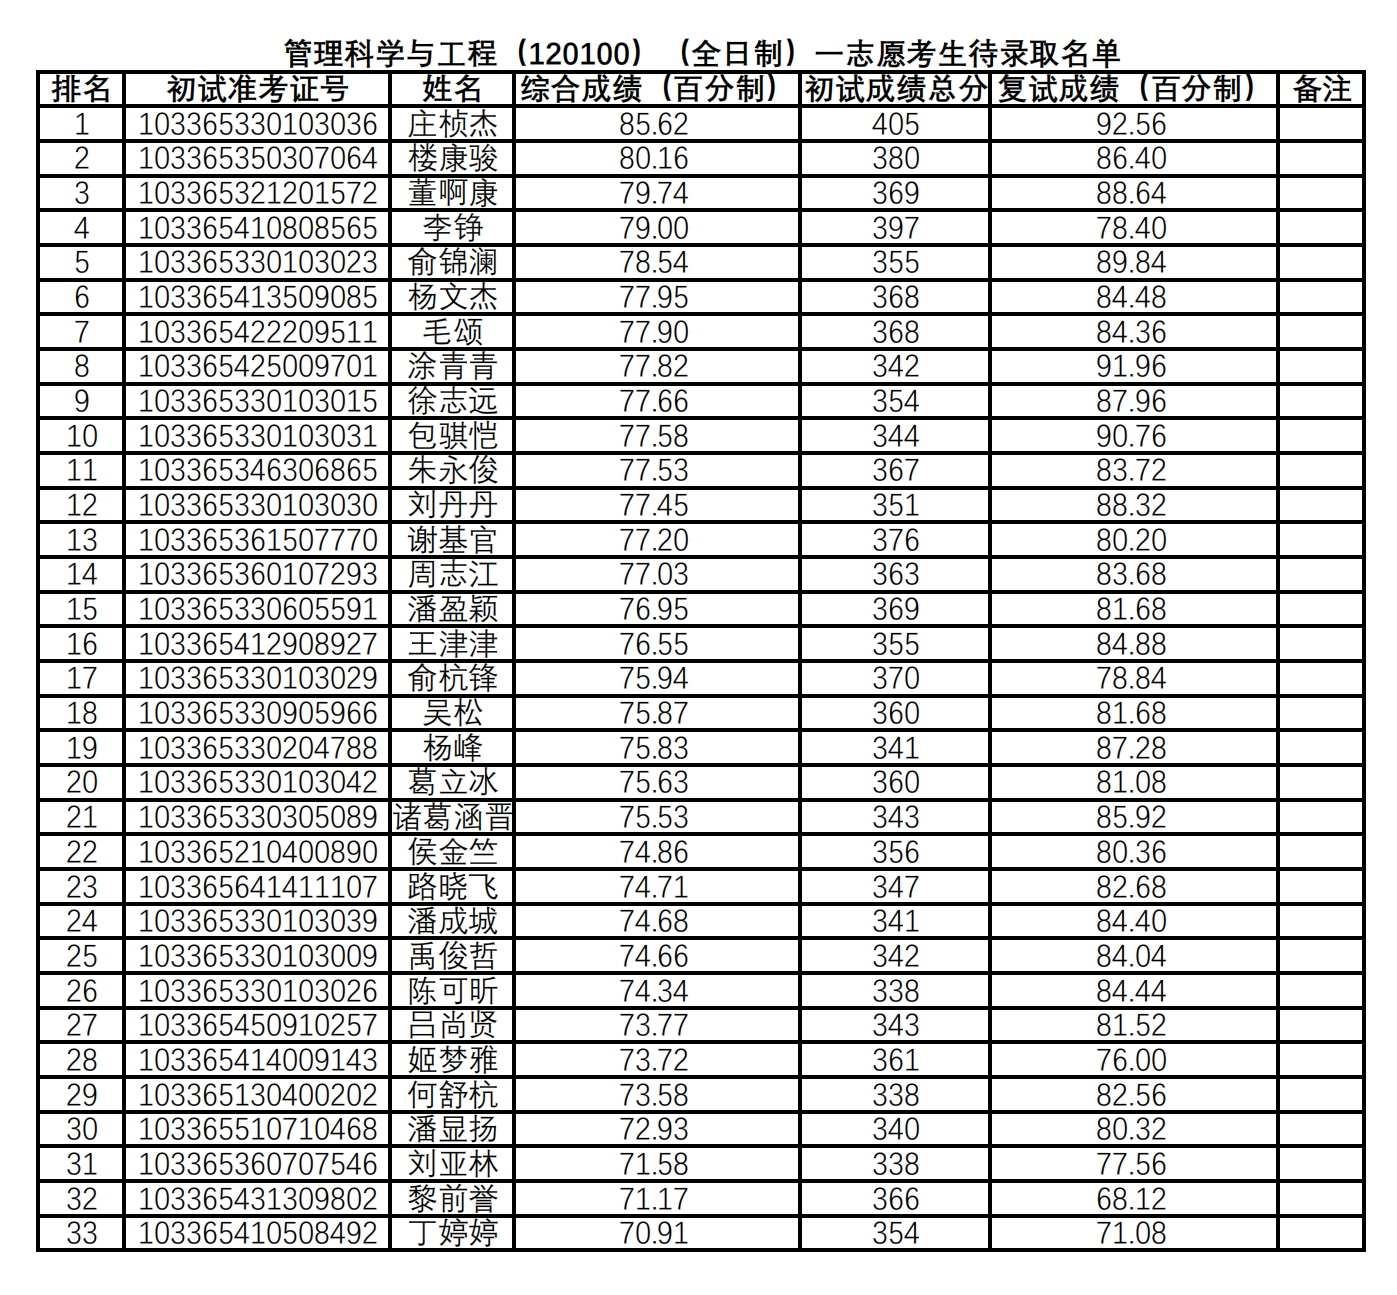 管理科学与工程（120100）（全日制）一志愿考生待录取名单
排名 初试准考证号 姓名 综合成绩（百分制） 初试成绩总分 复试成绩（百分制） 备注
1 103365330103036 庄桢杰 85.62 405 92.56
2 103365350307064 楼康骏 80.16 380 86.40
3 103365321201572 董啊康 79.74 369 88.64
4 103365410808565 李铮 79.00 397 78.40
5 103365330103023 俞锦澜 78.54 355 89.84
6 103365413509085 杨文杰 77.95 368 84.48
7 103365422209511 毛颂 77.90 368 84.36
8 103365425009701 涂青青 77.82 342 91.96
9 103365330103015 徐志远 77.66 354 87.96
10 103365330103031 包骐恺 77.58 344 90.76
11 103365346306865 朱永俊 77.53 367 83.72
12 103365330103030 刘丹丹 77.45 351 88.32
13 103365361507770 谢基官 77.20 376 80.20
14 103365360107293 周志江 77.03 363 83.68
15 103365330605591 潘盈颖 76.95 369 81.68
16 103365412908927 王津津 76.55 355 84.88
17 103365330103029 俞杭锋 75.94 370 78.84
18 103365330905966 吴松 75.87 360 81.68
19 103365330204788 杨峰 75.83 341 87.28
20 103365330103042 葛立冰 75.63 360 81.08
21 103365330305089 诸葛涵晋 75.53 343 85.92
22 103365210400890 侯金竺 74.86 356 80.36
23 103365641411107 路晓飞 74.71 347 82.68
24 103365330103039 潘成城 74.68 341 84.40
25 103365330103009 禹俊哲 74.66 342 84.04
26 103365330103026 陈可昕 74.34 338 84.44
27 103365450910257 吕尚贤 73.77 343 81.52
28 103365414009143 姬梦雅 73.72 361 76.00
29 103365130400202 何舒杭 73.58 338 82.56
30 103365510710468 潘显扬 72.93 340 80.32
31 103365360707546 刘亚林 71.58 338 77.56
32 103365431309802 黎前誉 71.17 366 68.12
33 103365410508492 丁婷婷 70.91 354 71.08